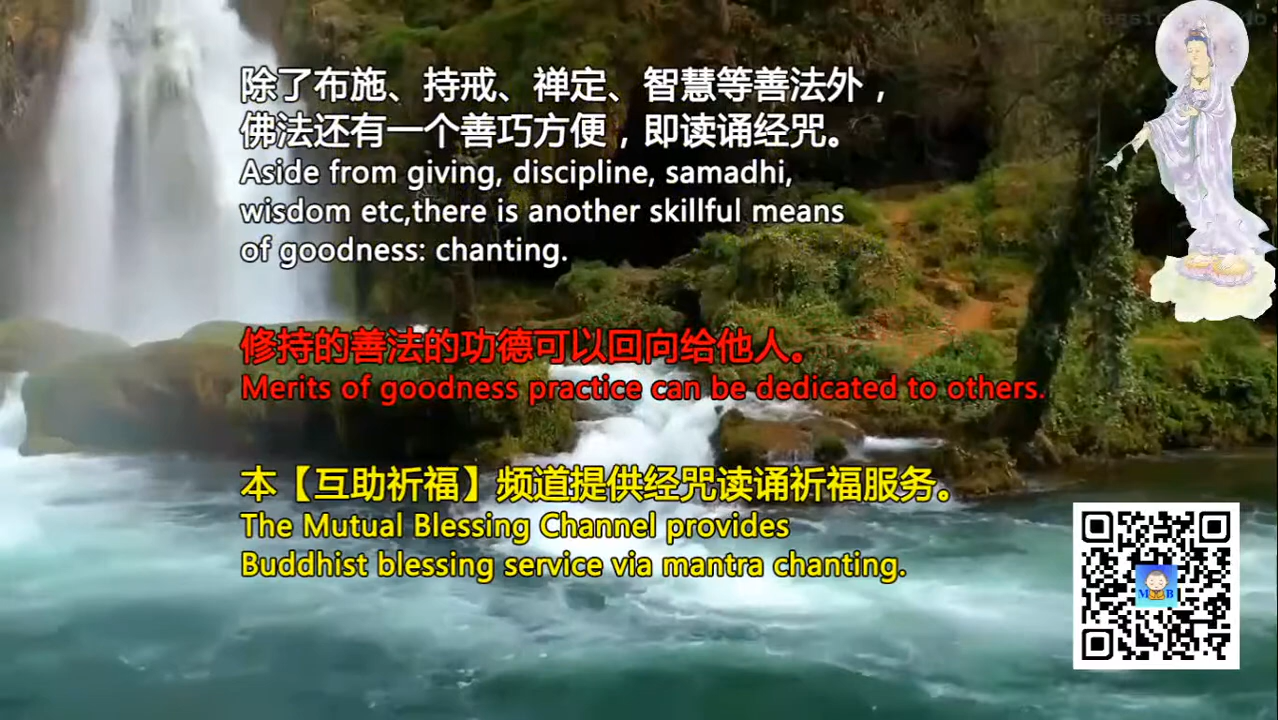 除了布施、持戒、禅定、智慧等善法外，
佛法还有一个善巧方便，即读诵经咒。
Aside from giving, discipline, samadhi,
wisdom etc,there is another skillful means
of goodness: chanting.
修持的善法的功德可以回向给他人。
Merits of goodness practice can be dedicated to others.
本【互助祈福】频道提供经咒读诵祈福服务。
The Mutual Blessing Channel provides
Buddhist blessing service via mantra chanting.
M B